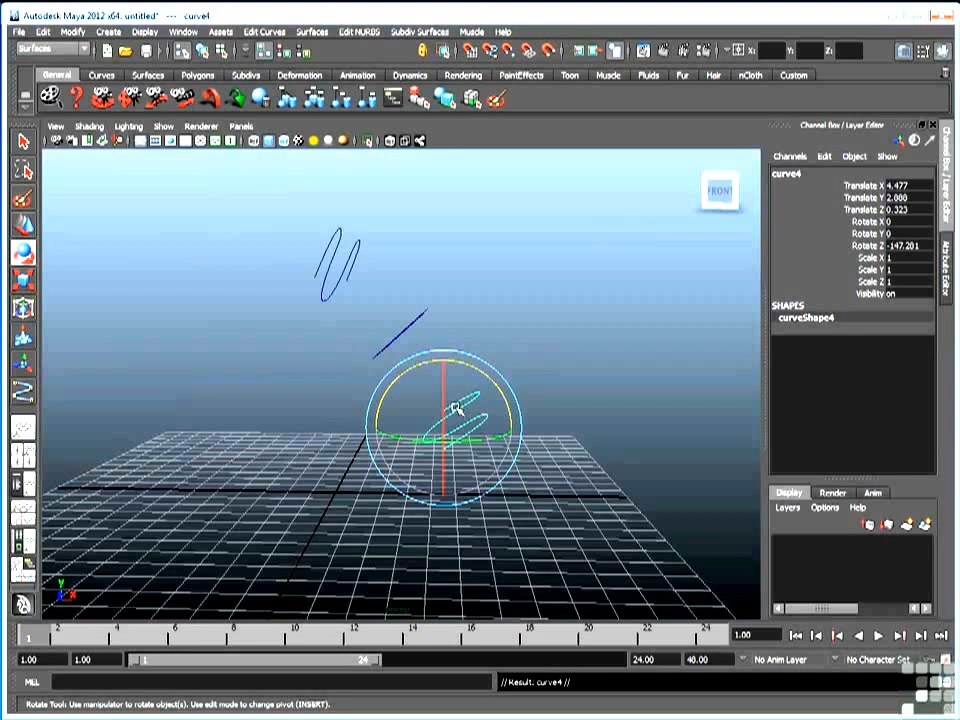 Autodesk Maya 2012 x64: untitled* --- curve4
File Edit Modify Create Display Window Assets Edit Curves Surfaces Edit NURBS Subdiv Surfaces Muscle Help
Surfaces X: Y: Z:
General Curves Surfaces Polygons Subdivs Deformation Animation Dynamics Rendering PaintEffects Toon Muscle Fluids Fur Hair nCloth Custom
View Shading Lighting Show Renderer Panels
Channel Box / Layer Editor
Channels Edit Object Show
curve4
Translate X 4.477
Translate Y 2.088
Translate Z 0.323
Rotate X 0
Rotate Y 0
Rotate Z -147.201
Scale X 1
Scale Y 1
Scale Z 1
Visibility on
SHAPES
curveShape4
Channel Box / Layer Editor
Attribute Editor
FRONT
Display Render Anim
Layers Options Help
y
x
1 2 4 6 8 10 12 14 16 18 20 22 24 1.00
1.00 1.00 1 24 24.00 48.00 No Anim Layer No Character Set
MEL // Result: curve4 //
Rotate Tool: Use manipulator to rotate object(s). Use edit mode to change pivot (INSERT).